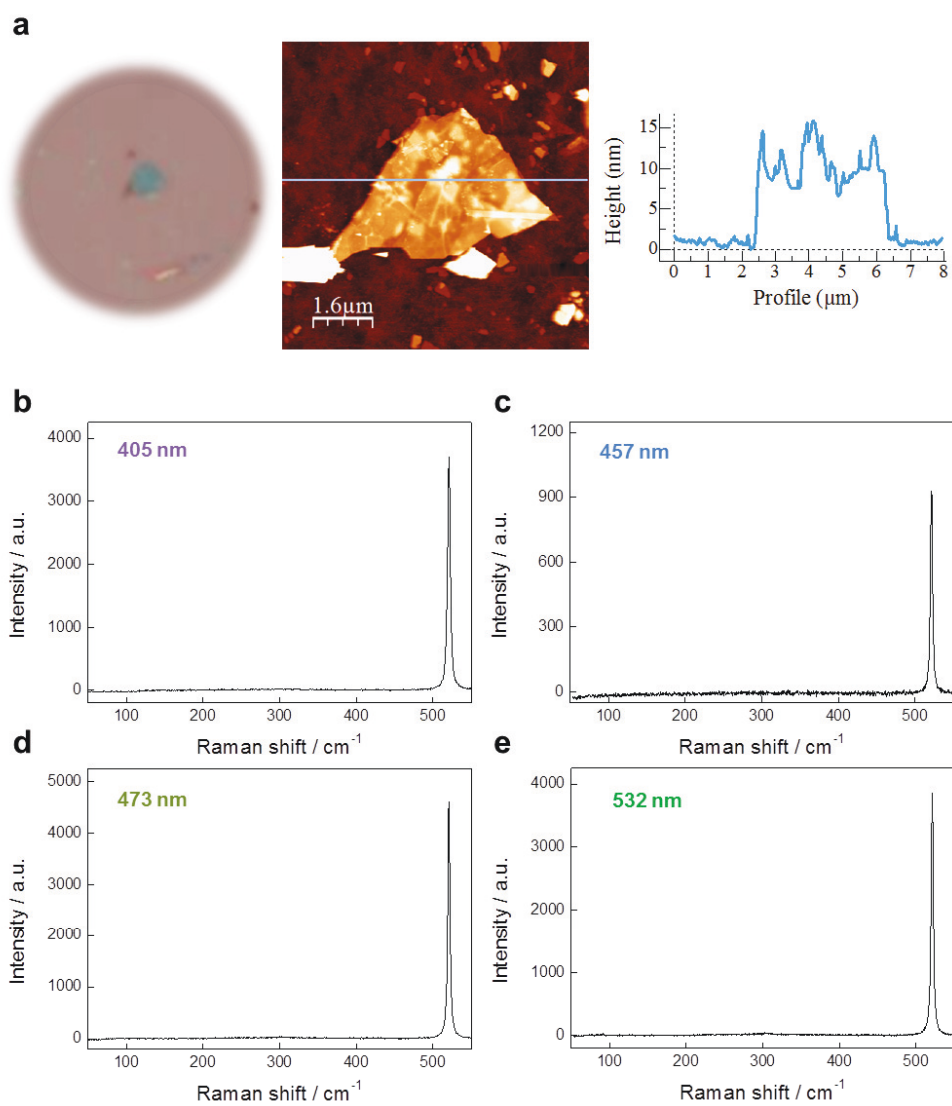 a
1.6µm
Height (nm)
15
10
5
0
0 1 2 3 4 5 6 7 8
Profile (µm)
b
405 nm
Intensity / a.u.
4000
3000
2000
1000
0
100 200 300 400 500
Raman shift / cm⁻¹
c
457 nm
Intensity / a.u.
1200
900
600
300
0
100 200 300 400 500
Raman shift / cm⁻¹
d
473 nm
Intensity / a.u.
5000
4000
3000
2000
1000
0
100 200 300 400 500
Raman shift / cm⁻¹
e
532 nm
Intensity / a.u.
4000
3000
2000
1000
0
100 200 300 400 500
Raman shift / cm⁻¹